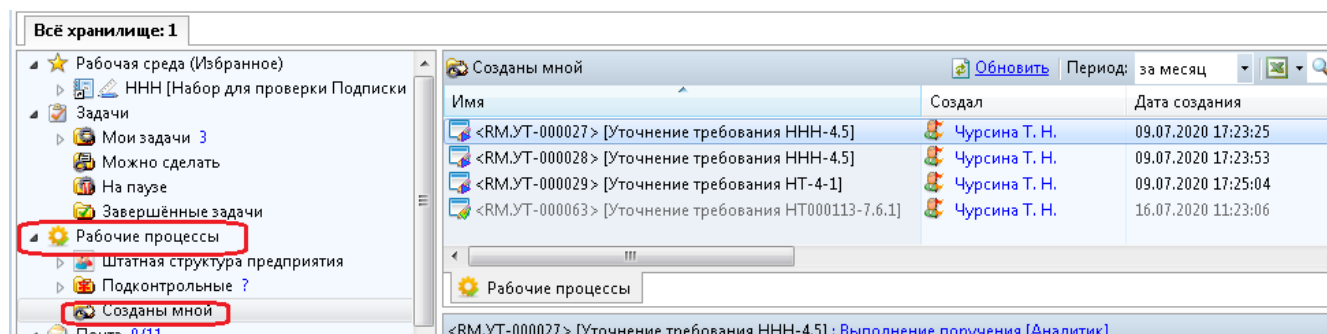 Всё хранилище: 1
Рабочая среда (Избранное)
ННН [Набор для проверки Подписки
Задачи
Мои задачи 3
Можно сделать
На паузе
Завершённые задачи
Рабочие процессы
Штатная структура предприятия
Подконтрольные ?
Созданы мной
Почта 0/11
Созданы мной Обновить Период: за месяц
Имя Создал Дата создания
<RM.УТ-000027> [Уточнение требования ННН-4.5] Чурсина Т. Н. 09.07.2020 17:23:25
<RM.УТ-000028> [Уточнение требования ННН-4.5] Чурсина Т. Н. 09.07.2020 17:23:53
<RM.УТ-000029> [Уточнение требования НТ-4-1] Чурсина Т. Н. 09.07.2020 17:25:04
<RM.УТ-000063> [Уточнение требования НТ000113-7.6.1] Чурсина Т. Н. 16.07.2020 11:23:06
Рабочие процессы
<RM.УТ-000027> [Уточнение требования ННН-4.5] : Выполнение поручения [Аналитик]